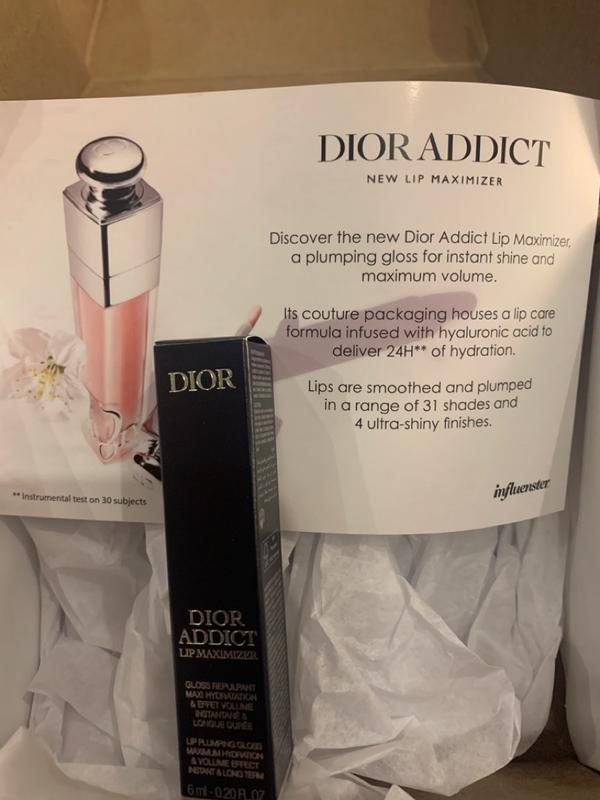 DIOR ADDICT
NEW LIP MAXIMIZER
Discover the new Dior Addict Lip Maximizer,
a plumping gloss for instant shine and
maximum volume.
Its couture packaging houses a lip care
formula infused with hyaluronic acid to
deliver 24H** of hydration.
Lips are smoothed and plumped
in a range of 31 shades and
4 ultra-shiny finishes.
** Instrumental test on 30 subjects
influenster
DIOR
DIOR
ADDICT
LIP MAXIMIZER
GLOSS REPULPANT
MAXI HYDRATATION
& EFFET VOLUME
INSTANTANÉ &
LONGUE DURÉE
LIP PLUMPING GLOSS
MAXIMUM HYDRATION
& VOLUME EFFECT
INSTANT & LONG TERM
6 ml - 0.20 FL. OZ